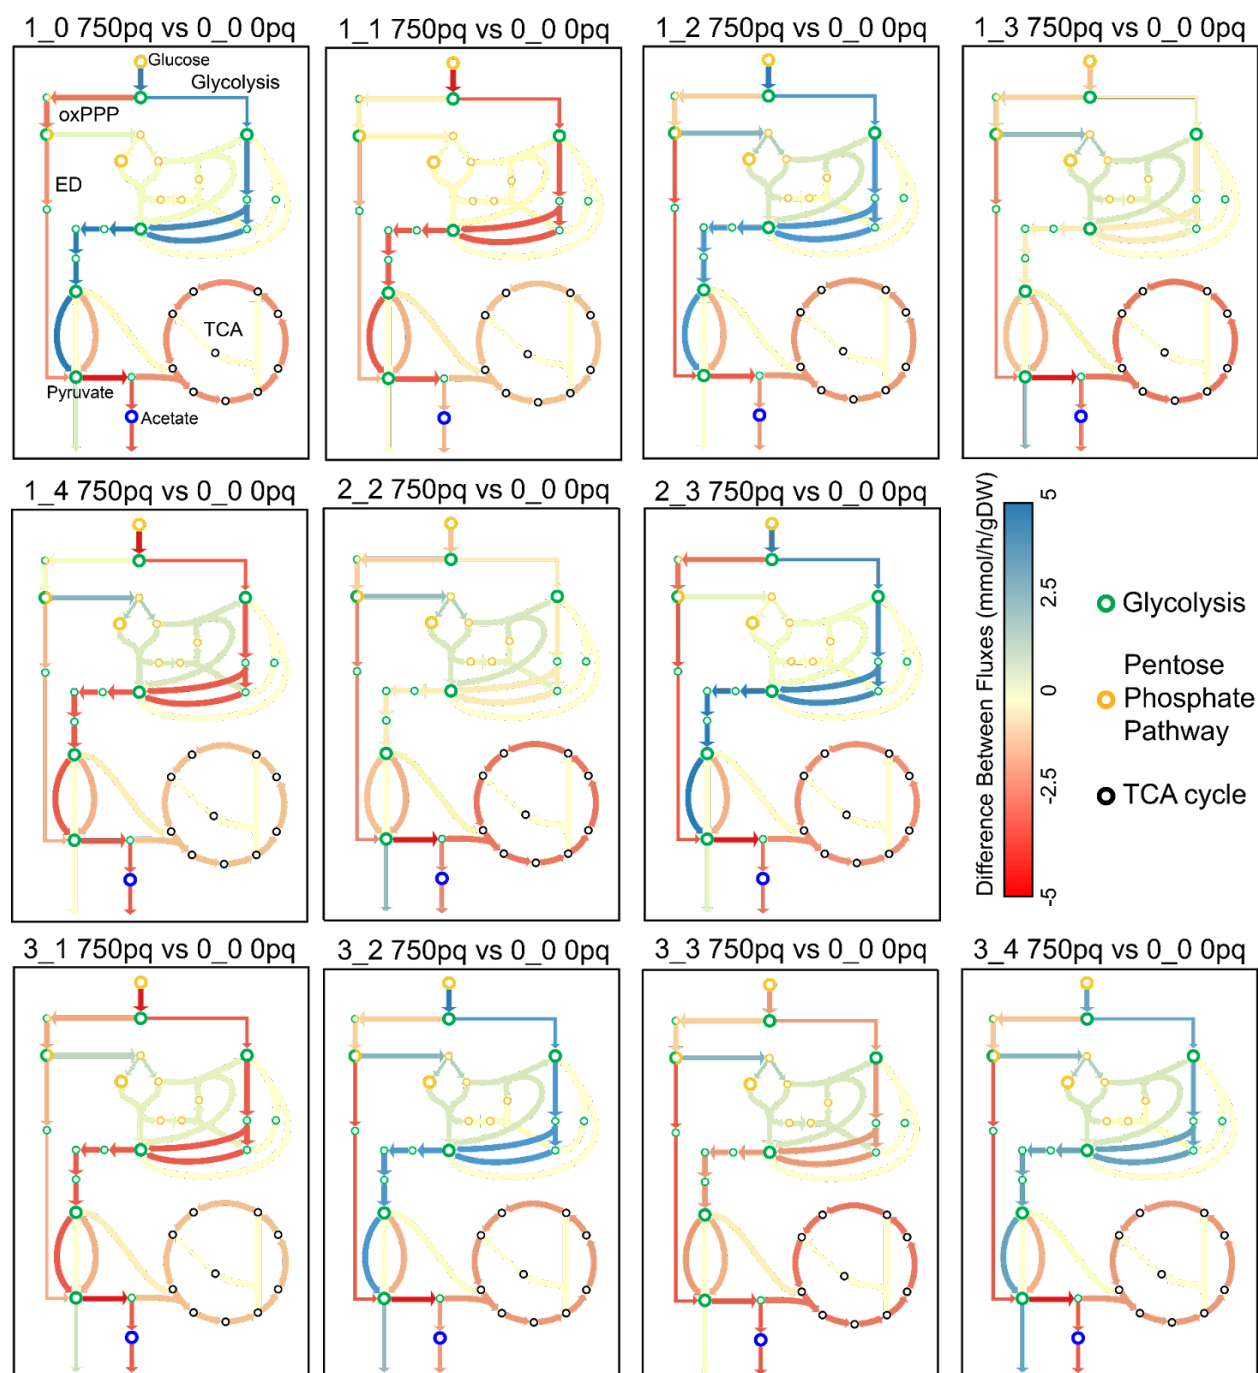 1_0 750pq vs 0_0 0pq
1_1 750pq vs 0_0 0pq
1_2 750pq vs 0_0 0pq
1_3 750pq vs 0_0 0pq
Glucose
Glycolysis
oxPPP
ED
TCA
Pyruvate
Acetate
1_4 750pq vs 0_0 0pq
2_2 750pq vs 0_0 0pq
2_3 750pq vs 0_0 0pq
Difference Between Fluxes (mmol/h/gDW)
5
2.5
0
-2.5
-5
Glycolysis
Pentose
Phosphate
Pathway
TCA cycle
3_1 750pq vs 0_0 0pq
3_2 750pq vs 0_0 0pq
3_3 750pq vs 0_0 0pq
3_4 750pq vs 0_0 0pq